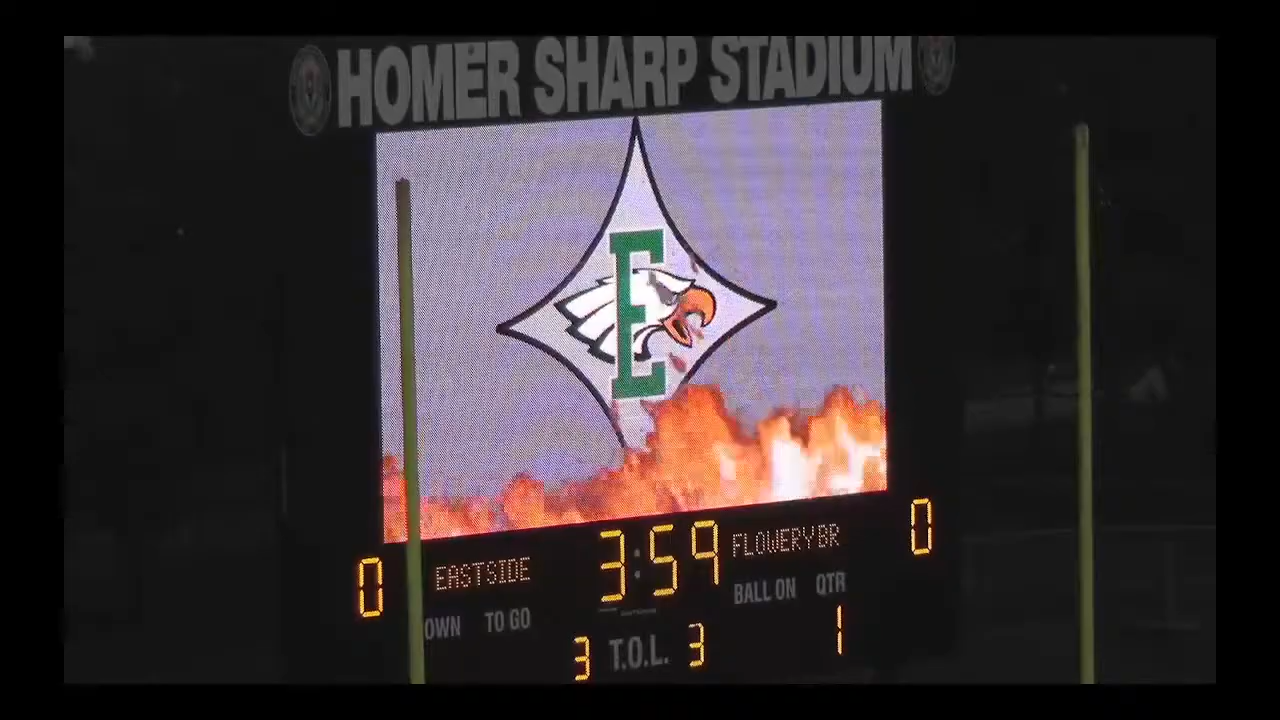 HOMER SHARP STADIUM
E
0 EASTSIDE 3:59 FLOWERY BR 0
OWN TO GO BALL ON QTR
3 T.O.L. 3 1